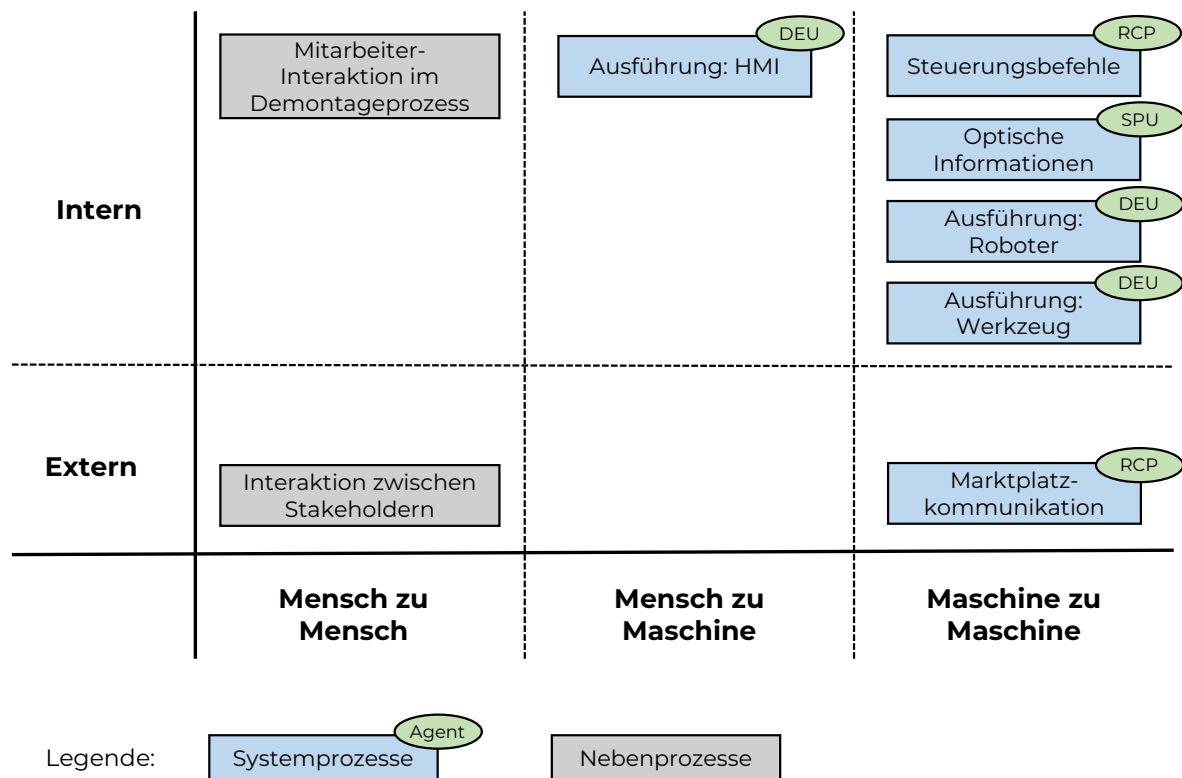 DEU
RCP
Mitarbeiter-
Interaktion im
Demontageprozess
Ausführung: HMI
Steuerungsbefehle
SPU
Optische
Informationen
Intern
DEU
Ausführung:
Roboter
DEU
Ausführung:
Werkzeug
Extern
RCP
Interaktion zwischen
Stakeholdern
Marktplatz-
kommunikation
Mensch zu
Mensch
Mensch zu
Maschine
Maschine zu
Maschine
Agent
Legende:
Systemprozesse
Nebenprozesse